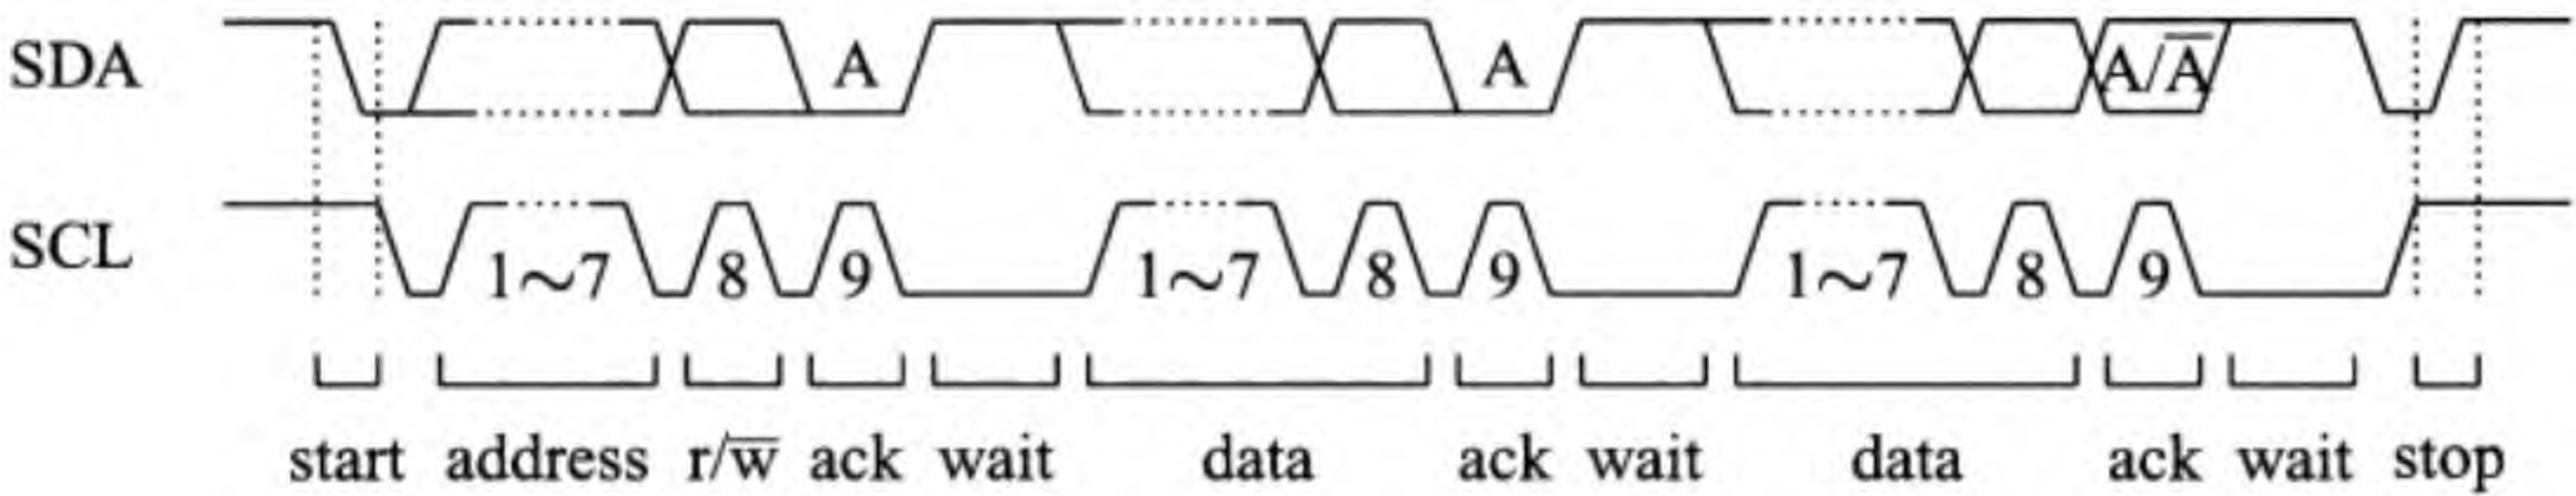 SDA A A A/A̅
SCL 1~7 8 9 1~7 8 9 1~7 8 9
start address r/w̅ ack wait data ack wait data ack wait stop